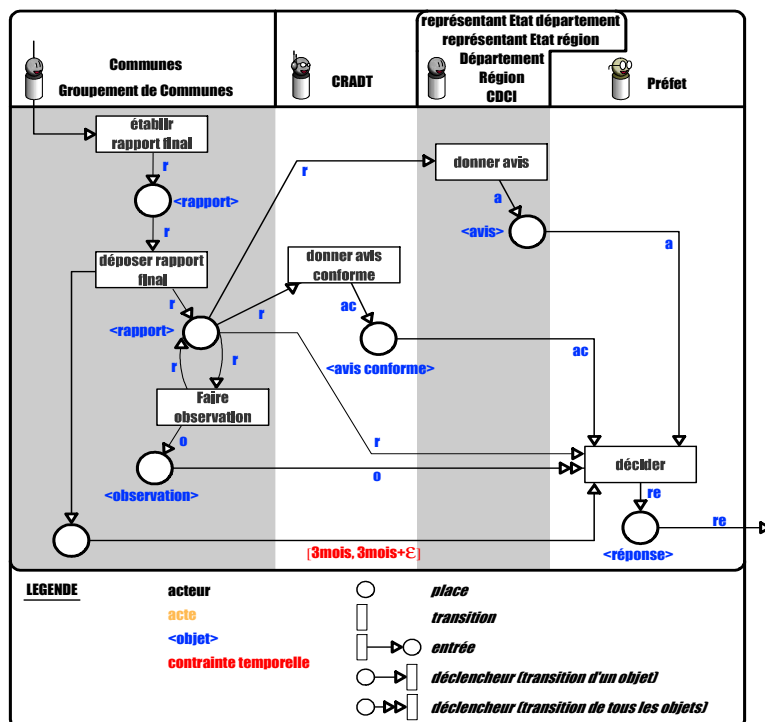 représentant Etat département
représentant Etat région
Communes
Groupement de Communes
CRADT
Département
Région
CDCI
Préfet
établir
rapport final
r
<rapport>
r
donner avis
r
a
<avis>
a
déposer rapport
final
r
<rapport>
r
donner avis
conforme
ac
<avis conforme>
ac
r
r
Faire
observation
o
<observation>
r
o
décider
re
<réponse>
re
[3mois, 3mois+Ɛ]
LEGENDE
acteur
acte
<objet>
contrainte temporelle
place
transition
entrée
déclencheur (transition d'un objet)
déclencheur (transition de tous les objets)